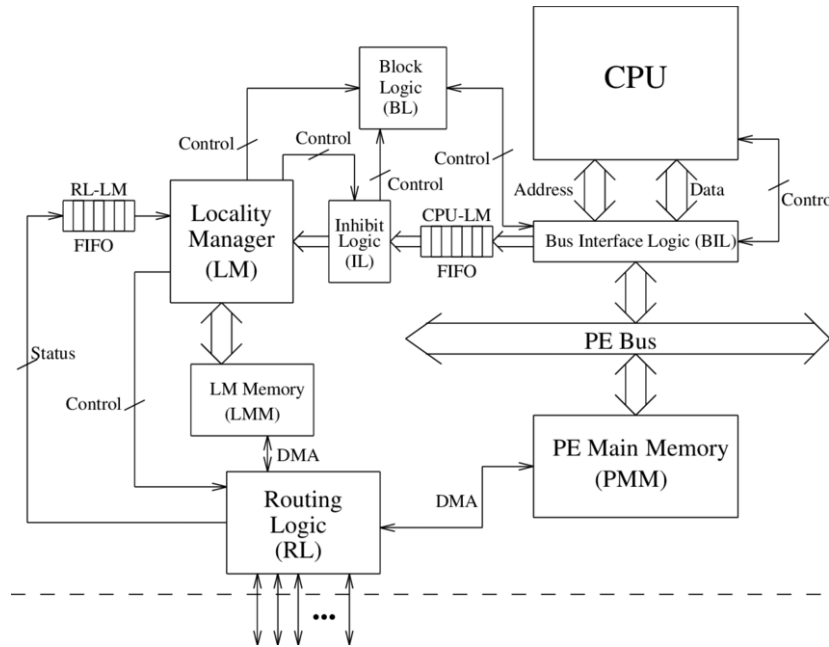 Block
Logic
(BL)
CPU
Control
Control
Control
Control
Address
Data
Control
RL-LM
FIFO
Locality
Manager
(LM)
Inhibit
Logic
(IL)
CPU-LM
FIFO
Bus Interface Logic (BIL)
PE Bus
Status
Control
LM Memory
(LMM)
DMA
PE Main Memory
(PMM)
DMA
Routing
Logic
(RL)
•••